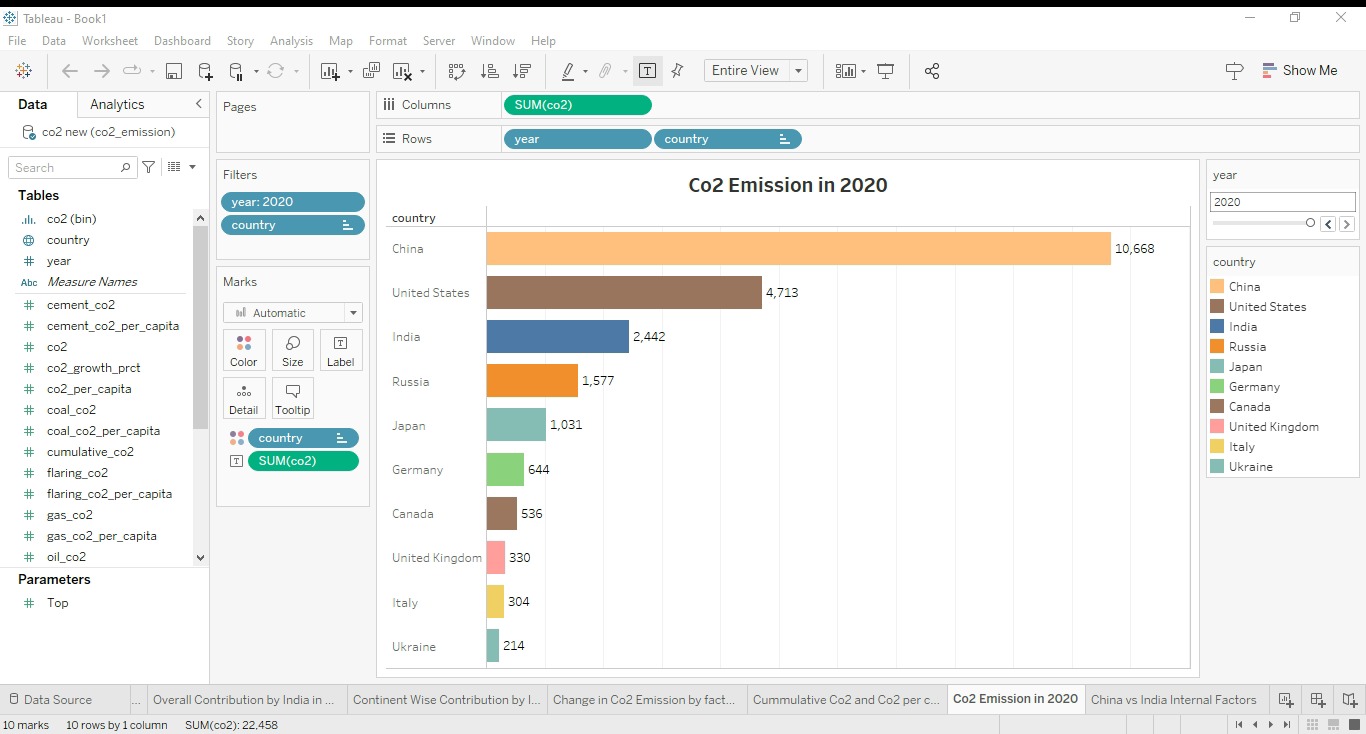 Tableau - Book1
File Data Worksheet Dashboard Story Analysis Map Format Server Window Help
Entire View
Show Me
Data Analytics
co2 new (co2_emission)
Search
Tables
co2 (bin)
country
year
Abc Measure Names
cement_co2
cement_co2_per_capita
co2
co2_growth_prct
co2_per_capita
coal_co2
coal_co2_per_capita
cumulative_co2
flaring_co2
flaring_co2_per_capita
gas_co2
gas_co2_per_capita
oil_co2
Parameters
Top
Pages
Filters
year: 2020
country
Marks
Automatic
Color Size Label
Detail Tooltip
country
SUM(co2)
Columns SUM(co2)
Rows year country
Co2 Emission in 2020
country
China 10,668
United States 4,713
India 2,442
Russia 1,577
Japan 1,031
Germany 644
Canada 536
United Kingdom 330
Italy 304
Ukraine 214
year
2020
country
China
United States
India
Russia
Japan
Germany
Canada
United Kingdom
Italy
Ukraine
Data Source ... Overall Contribution by India in ... Continent Wise Contribution by I... Change in Co2 Emission by fact... Cummulative Co2 and Co2 per c... Co2 Emission in 2020 China vs India Internal Factors
10 marks 10 rows by 1 column SUM(co2): 22,458